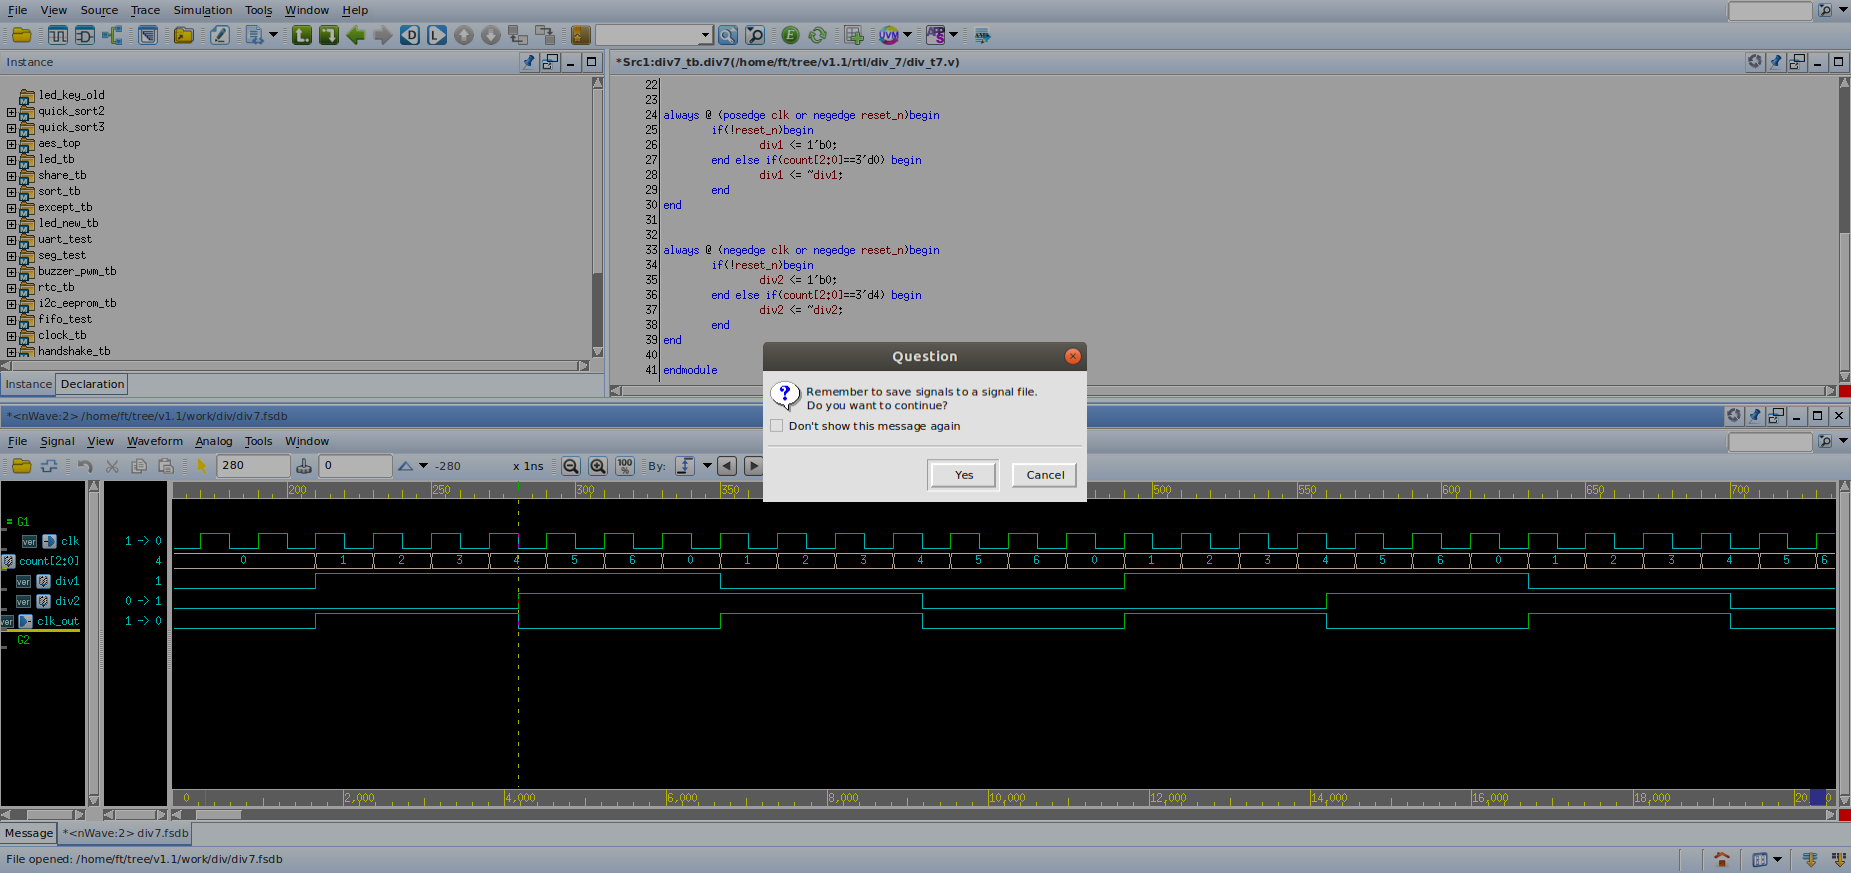 File View Source Trace Simulation Tools Window Help
Instance
*Src1:div7_tb.div7(/home/ft/tree/v1.1/rtl/div_7/div_t7.v)
led_key_old
quick_sort2
quick_sort3
aes_top
led_tb
share_tb
sort_tb
except_tb
led_new_tb
uart_test
seg_test
buzzer_pwm_tb
rtc_tb
i2c_eeprom_tb
fifo_test
clock_tb
handshake_tb
Instance Declaration
22
23
24 always @ (posedge clk or negedge reset_n)begin
25 if(!reset_n)begin
26 div1 <= 1'b0;
27 end else if(count[2:0]==3'd0) begin
28 div1 <= ~div1;
29 end
30 end
31
32
33 always @ (negedge clk or negedge reset_n)begin
34 if(!reset_n)begin
35 div2 <= 1'b0;
36 end else if(count[2:0]==3'd4) begin
37 div2 <= ~div2;
38 end
39 end
40
41 endmodule
Question
Remember to save signals to a signal file.
Do you want to continue?
Don't show this message again
Yes Cancel
*<nWave:2> /home/ft/tree/v1.1/work/div/div7.fsdb
File Signal View Waveform Analog Tools Window
280 0 -280 x 1ns 100 % By:
200 250 300 350 500 550 600 650 700
= G1
ver clk 1 -> 0
count[2:0] 4 0 1 2 3 4 5 6 0 1 2 3 4 5 6 0 1 2 3 4 5 6 0 1 2 3 4 5 6
ver div1 1
ver div2 0 -> 1
ver clk_out 1 -> 0
G2
0 2,000 4,000 6,000 8,000 10,000 12,000 14,000 16,000 18,000
Message *<nWave:2> div7.fsdb
File opened: /home/ft/tree/v1.1/work/div/div7.fsdb